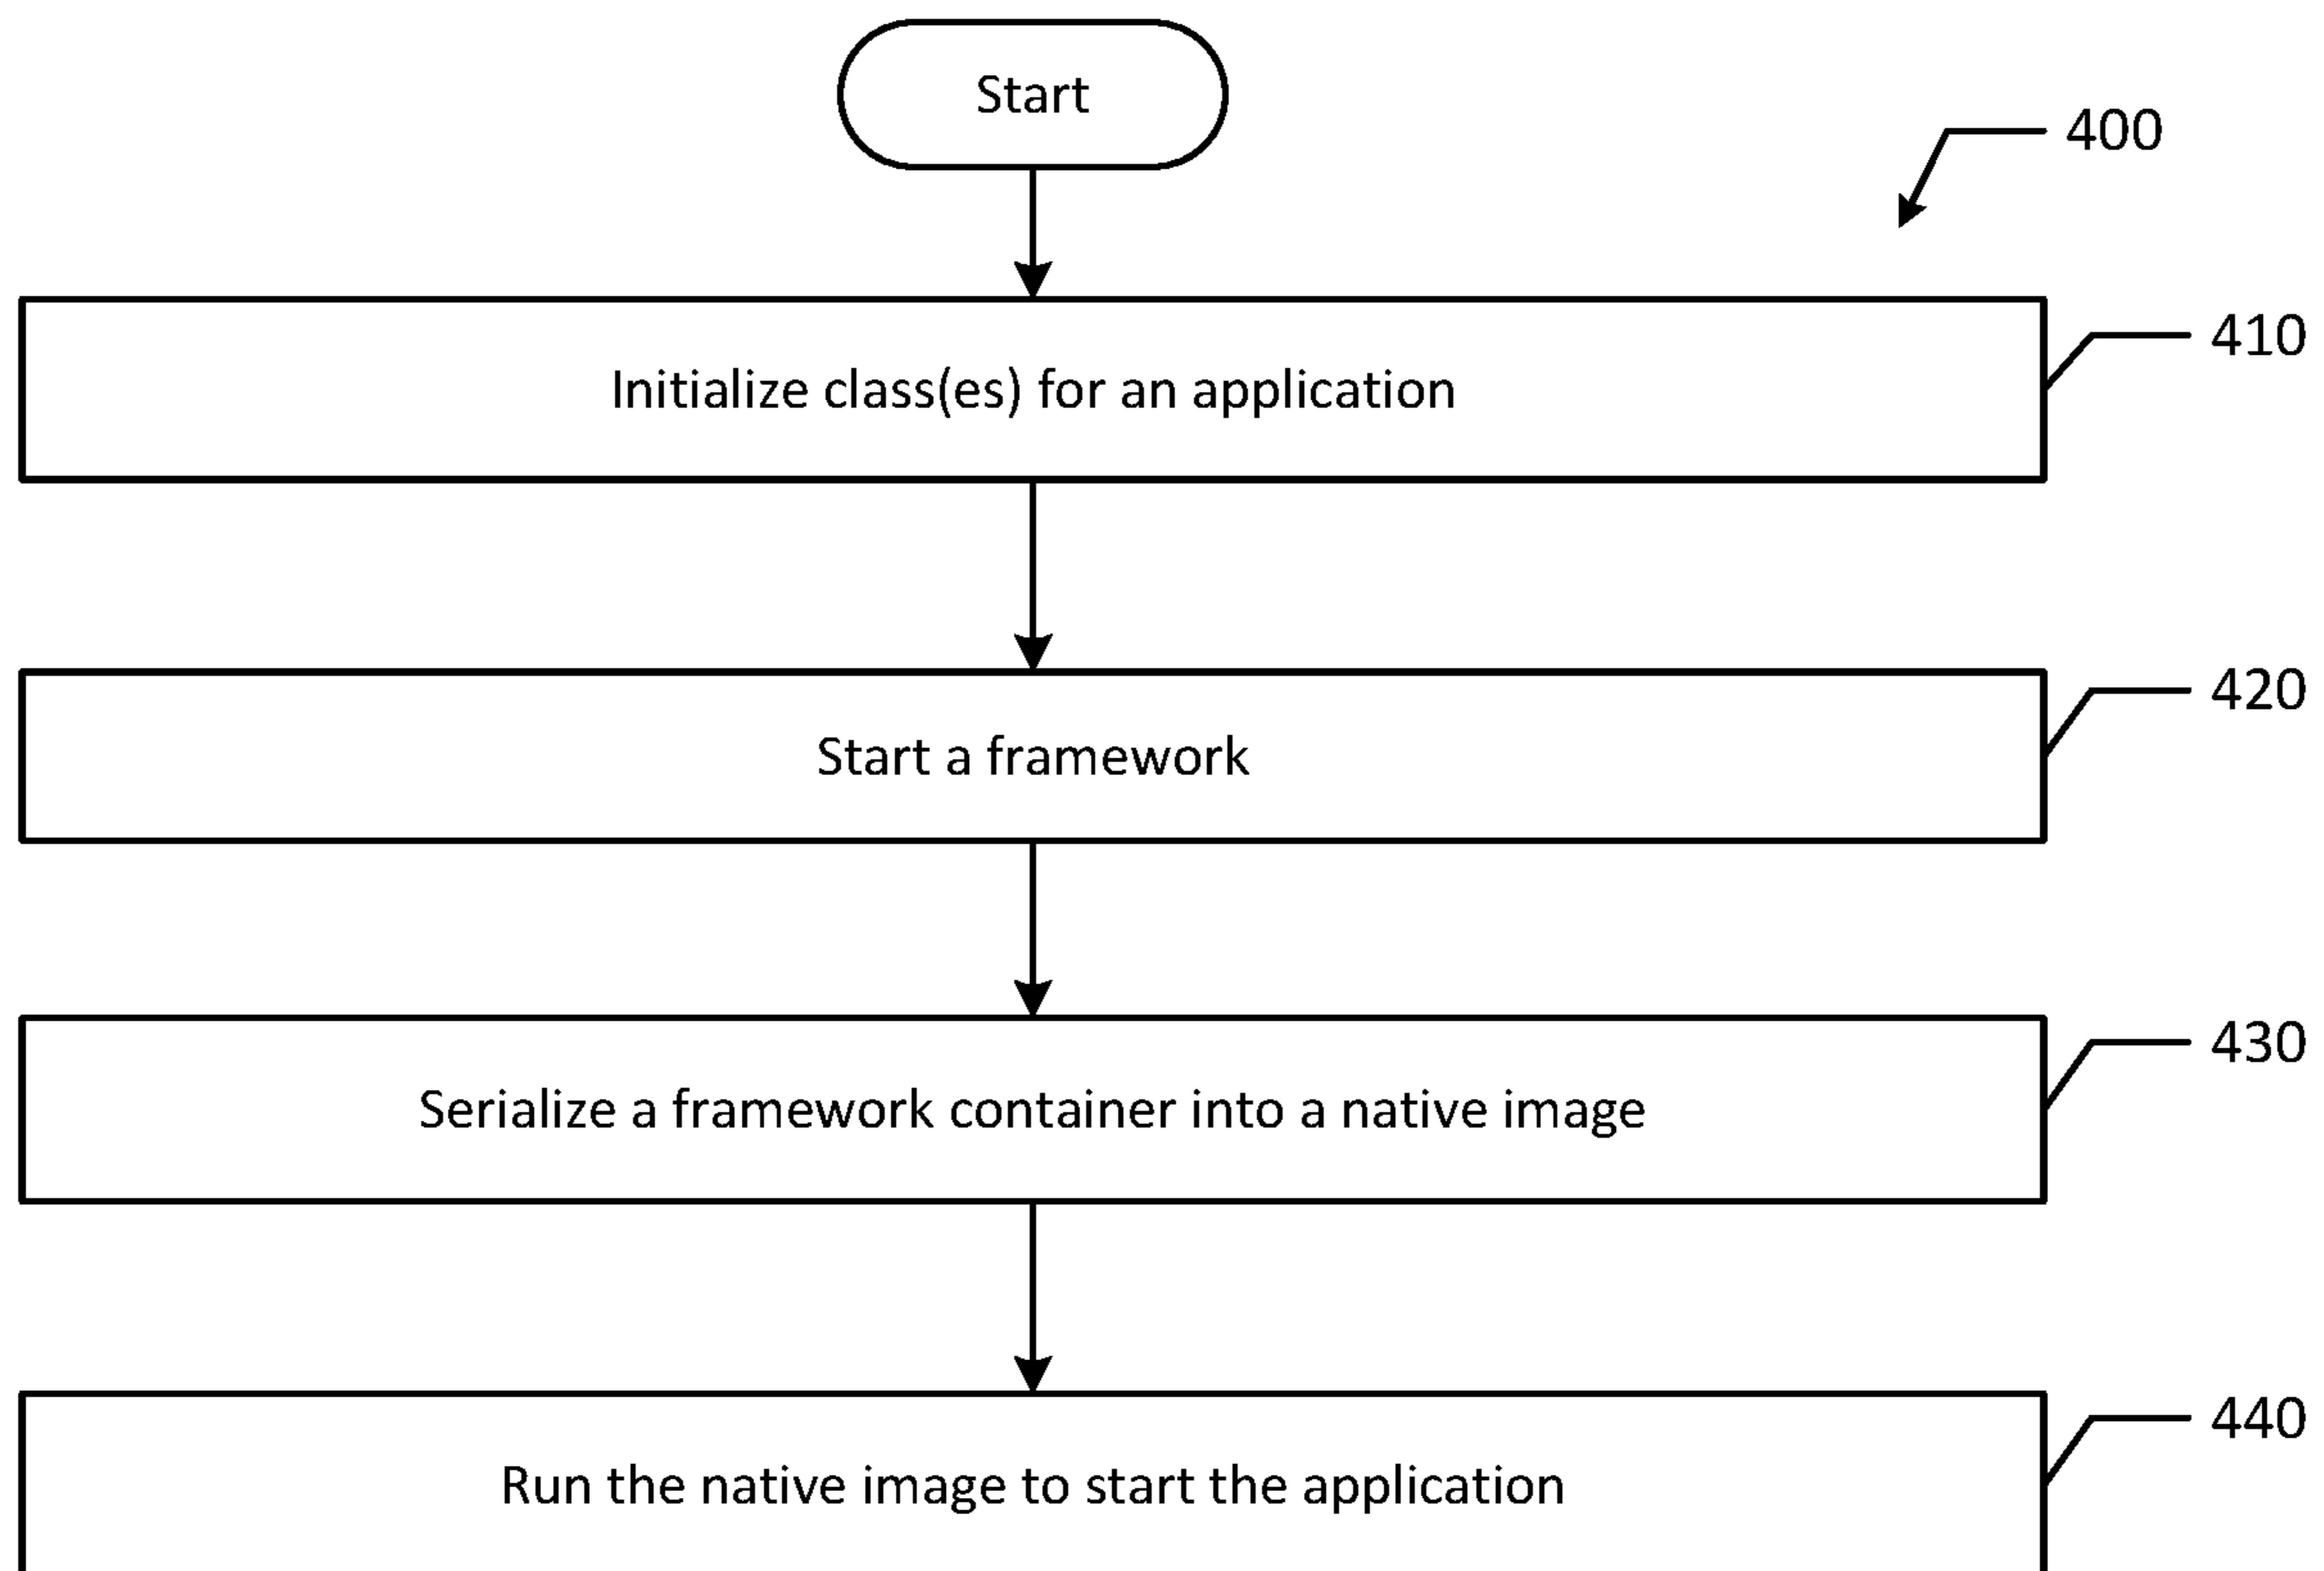 Start
400
Initialize class(es) for an application
410
Start a framework
420
Serialize a framework container into a native image
430
Run the native image to start the application
440